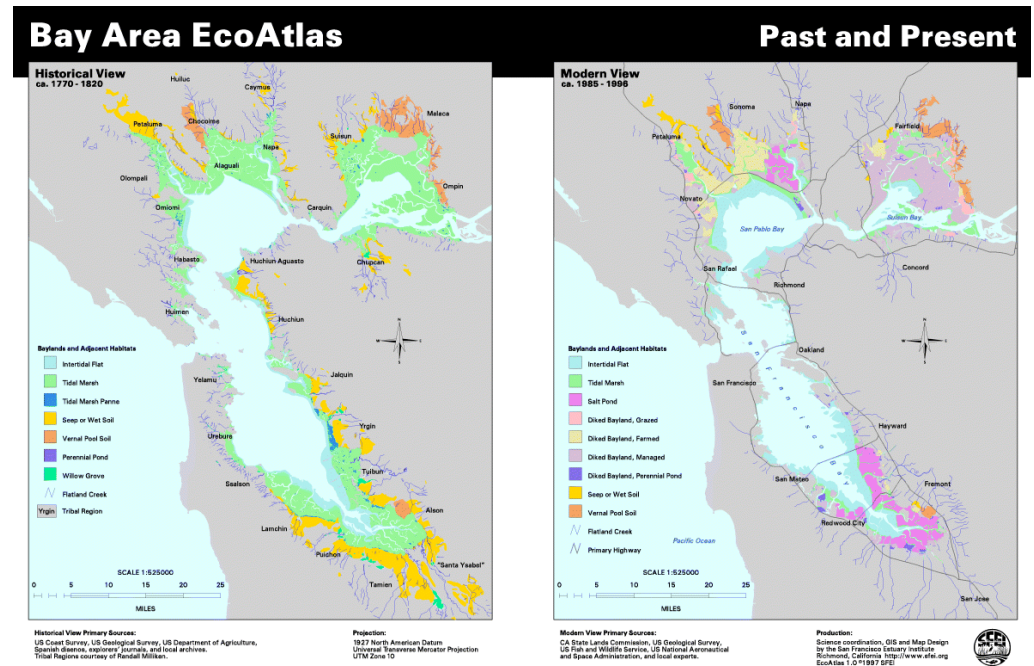 Bay Area EcoAtlas
Past and Present
Historical View
ca. 1770 - 1820
Huiluc
Caymus
Chocoime
Malaca
Petaluma
Suisun
Napa
Alaguali
Olompali
Ompin
Omiomi
Carquin
Habasto
Huchiun-Aguasto
Chupcan
Huimen
Huchiun
Jalquin
Yelamu
Yrgin
Urebure
Tuibun
Ssalson
Alson
Lamchin
Puichon
"Santa Ysabal"
Tamien
Baylands and Adjacent Habitats
Intertidal Flat
Tidal Marsh
Tidal Marsh Panne
Seep or Wet Soil
Vernal Pool Soil
Perennial Pond
Willow Grove
Flatland Creek
Yrgin Tribal Region
N
W E
S
SCALE 1:525000
0 5 10 15 20 25
MILES
Historical View Primary Sources:
US Coast Survey, US Geological Survey, US Department of Agriculture,
Spanish disenos, explorers' journals, and local archives.
Tribal Regions courtesy of Randall Millikan.
Projection:
1927 North American Datum
Universal Transverse Mercator Projection
UTM Zone 10
Modern View
ca. 1985 - 1996
Sonoma
Napa
Petaluma
Fairfield
Novato
San Pablo Bay
Suisun Bay
San Rafael
Concord
Richmond
Oakland
San Francisco
San Francisco Bay
Hayward
San Mateo
Fremont
Redwood City
Pacific Ocean
San Jose
Baylands and Adjacent Habitats
Intertidal Flat
Tidal Marsh
Salt Pond
Diked Bayland, Grazed
Diked Bayland, Farmed
Diked Bayland, Managed
Diked Bayland, Perennial Pond
Seep or Wet Soil
Vernal Pool Soil
Flatland Creek
Primary Highway
N
W E
S
SCALE 1:525000
0 5 10 15 20 25
MILES
Modern View Primary Sources:
CA State Lands Commission, US Geological Survey,
US Fish and Wildlife Service, US National Aeronautical
and Space Administration, and local experts.
Production:
Science coordination, GIS and Map Design
by the San Francisco Estuary Institute
Richmond, California http://www.sfei.org
EcoAtlas 1.0 ©1997 SFEI
SFEI